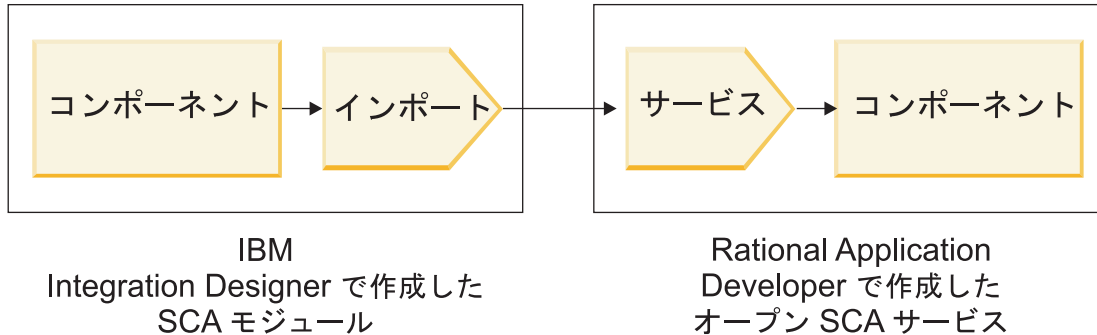 コンポーネント
インポート
サービス
コンポーネント
IBM
Integration Designer で作成した
SCA モジュール
Rational Application
Developer で作成した
オープン SCA サービス